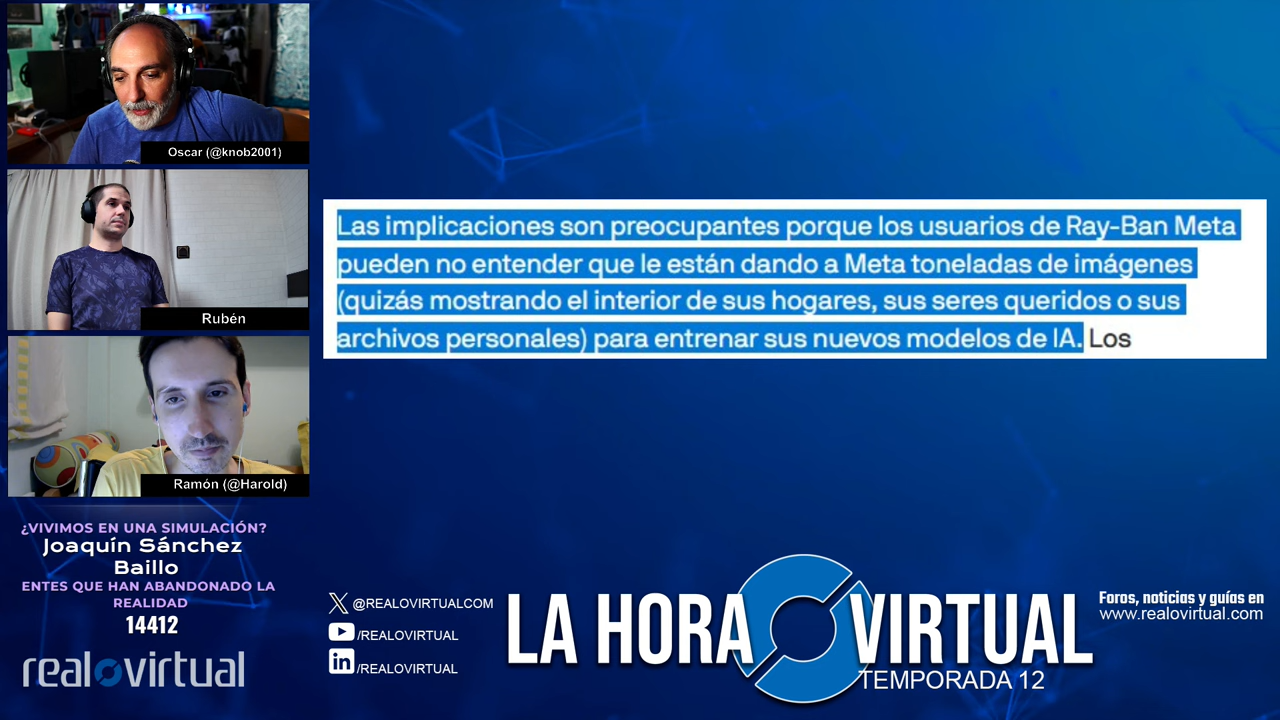 Oscar (@knob2001)
Rubén
Ramón (@Harold)
¿VIVIMOS EN UNA SIMULACIÓN?
Joaquín Sánchez
Baillo
ENTES QUE HAN ABANDONADO LA
REALIDAD
14412
realovirtual
Las implicaciones son preocupantes porque los usuarios de Ray-Ban Meta
pueden no entender que le están dando a Meta toneladas de imágenes
(quizás mostrando el interior de sus hogares, sus seres queridos o sus
archivos personales) para entrenar sus nuevos modelos de IA. Los
@REALOVIRTUALCOM
/REALOVIRTUAL
/REALOVIRTUAL
LA HORA VIRTUAL
TEMPORADA 12
Foros, noticias y guías en
www.realovirtual.com